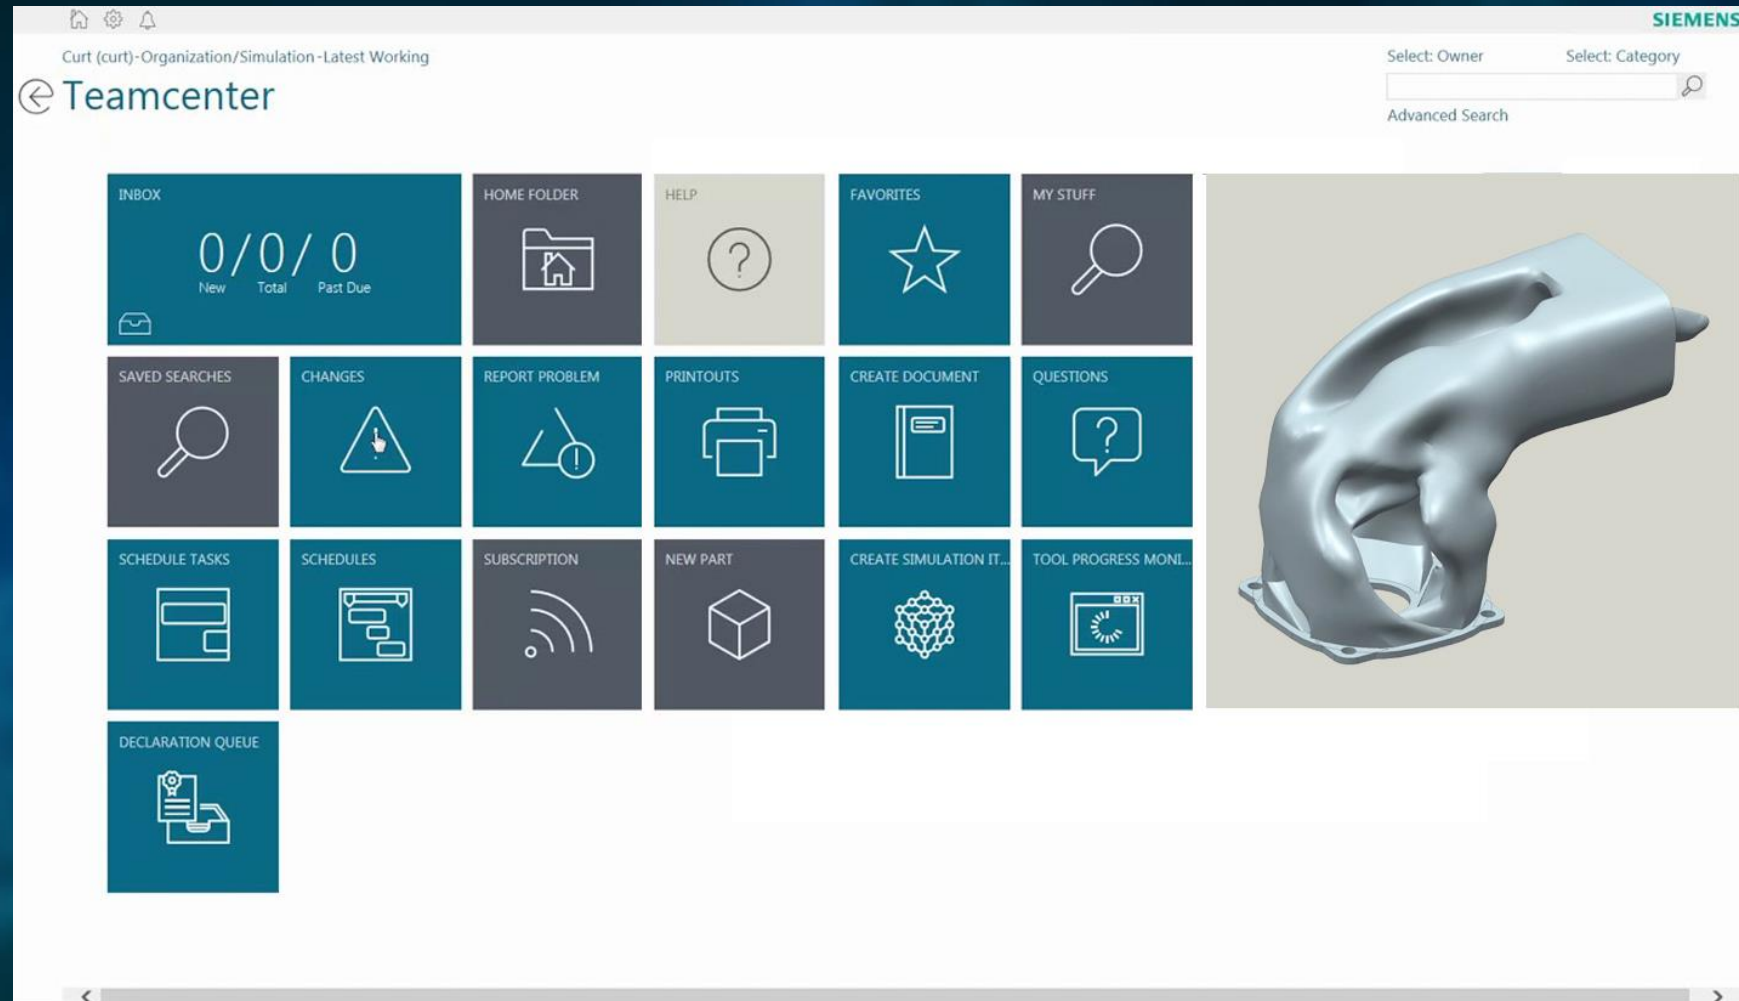 SIEMENS
Curt (curt)-Organization/Simulation-Latest Working
Select: Owner
Select: Category
Teamcenter
Advanced Search
INBOX
0/0/0
New Total Past Due
HOME FOLDER
HELP
?
FAVORITES
MY STUFF
SAVED SEARCHES
CHANGES
REPORT PROBLEM
!
PRINTOUTS
CREATE DOCUMENT
QUESTIONS
?
SCHEDULE TASKS
SCHEDULES
SUBSCRIPTION
NEW PART
CREATE SIMULATION IT...
TOOL PROGRESS MONI...
DECLARATION QUEUE